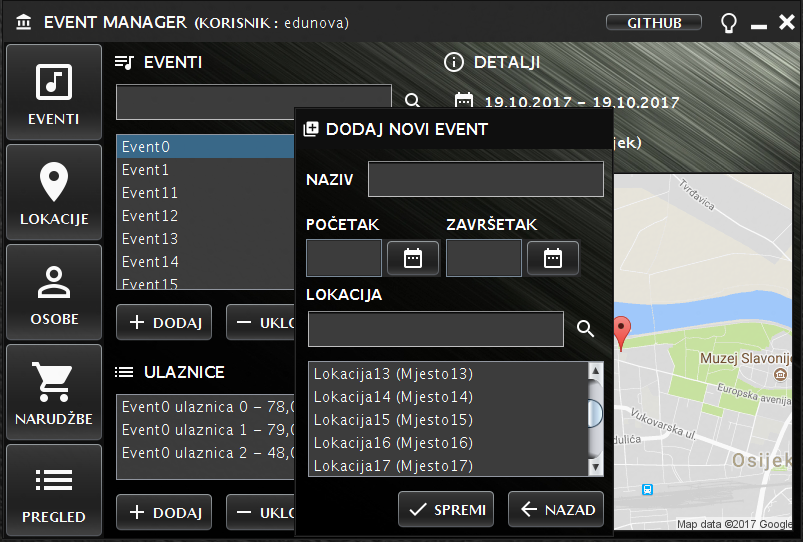 EVENT MANAGER (KORISNIK : edunova)
GITHUB
EVENTI
LOKACIJE
OSOBE
NARUDŽBE
PREGLED
EVENTI
Event0
Event1
Event11
Event12
Event13
Event14
Event15
DODAJ
UKLO
ULAZNICE
Event0 ulaznica 0 – 78,0
Event0 ulaznica 1 – 79,0
Event0 ulaznica 2 – 48,0
DODAJ
UKLO
DETALJI
19.10.2017 – 19.10.2017
jek)
DODAJ NOVI EVENT
NAZIV
POČETAK
ZAVRŠETAK
LOKACIJA
Lokacija13 (Mjesto13)
Lokacija14 (Mjesto14)
Lokacija15 (Mjesto15)
Lokacija16 (Mjesto16)
Lokacija17 (Mjesto17)
SPREMI
NAZAD
Tvrđavica
Muzej Slavonije
Europska avenija
Vukovarska ul.
dulića
Osijek
Map data ©2017 Google